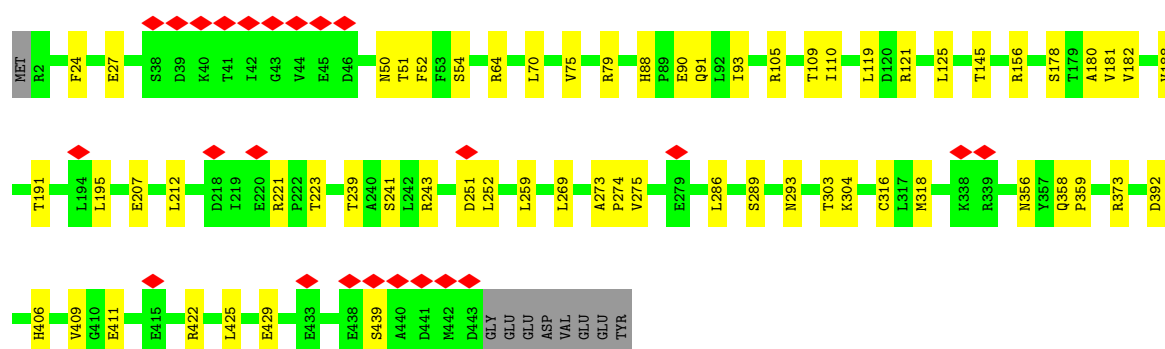 MET R2 F24 E27 S38 D39 K40 T41 I42 G43 V44 E45 D46 N50 T51 F52 F53 S54 R64 L70 V75 R79 H88 P89 E90 Q91 L92 I93 R105 T109 I110 L119 D120 R121 L125 T145 R156 S178 T179 A180 V181 V182
T191 L194 L195 E207 L212 D218 I219 E220 R221 P222 T223 T239 A240 S241 L242 R243 D251 L252 L259 L269 A273 P274 V275 E279 L286 S289 N293 T303 K304 C316 L317 M318 K338 R339 N356 Y357 Q358 P359 R373 D392
H406 V409 G410 E411 E415 R422 L425 E429 E433 E438 S439 A440 D441 M442 D443 GLY GLU GLU ASP VAL GLU GLU TYR